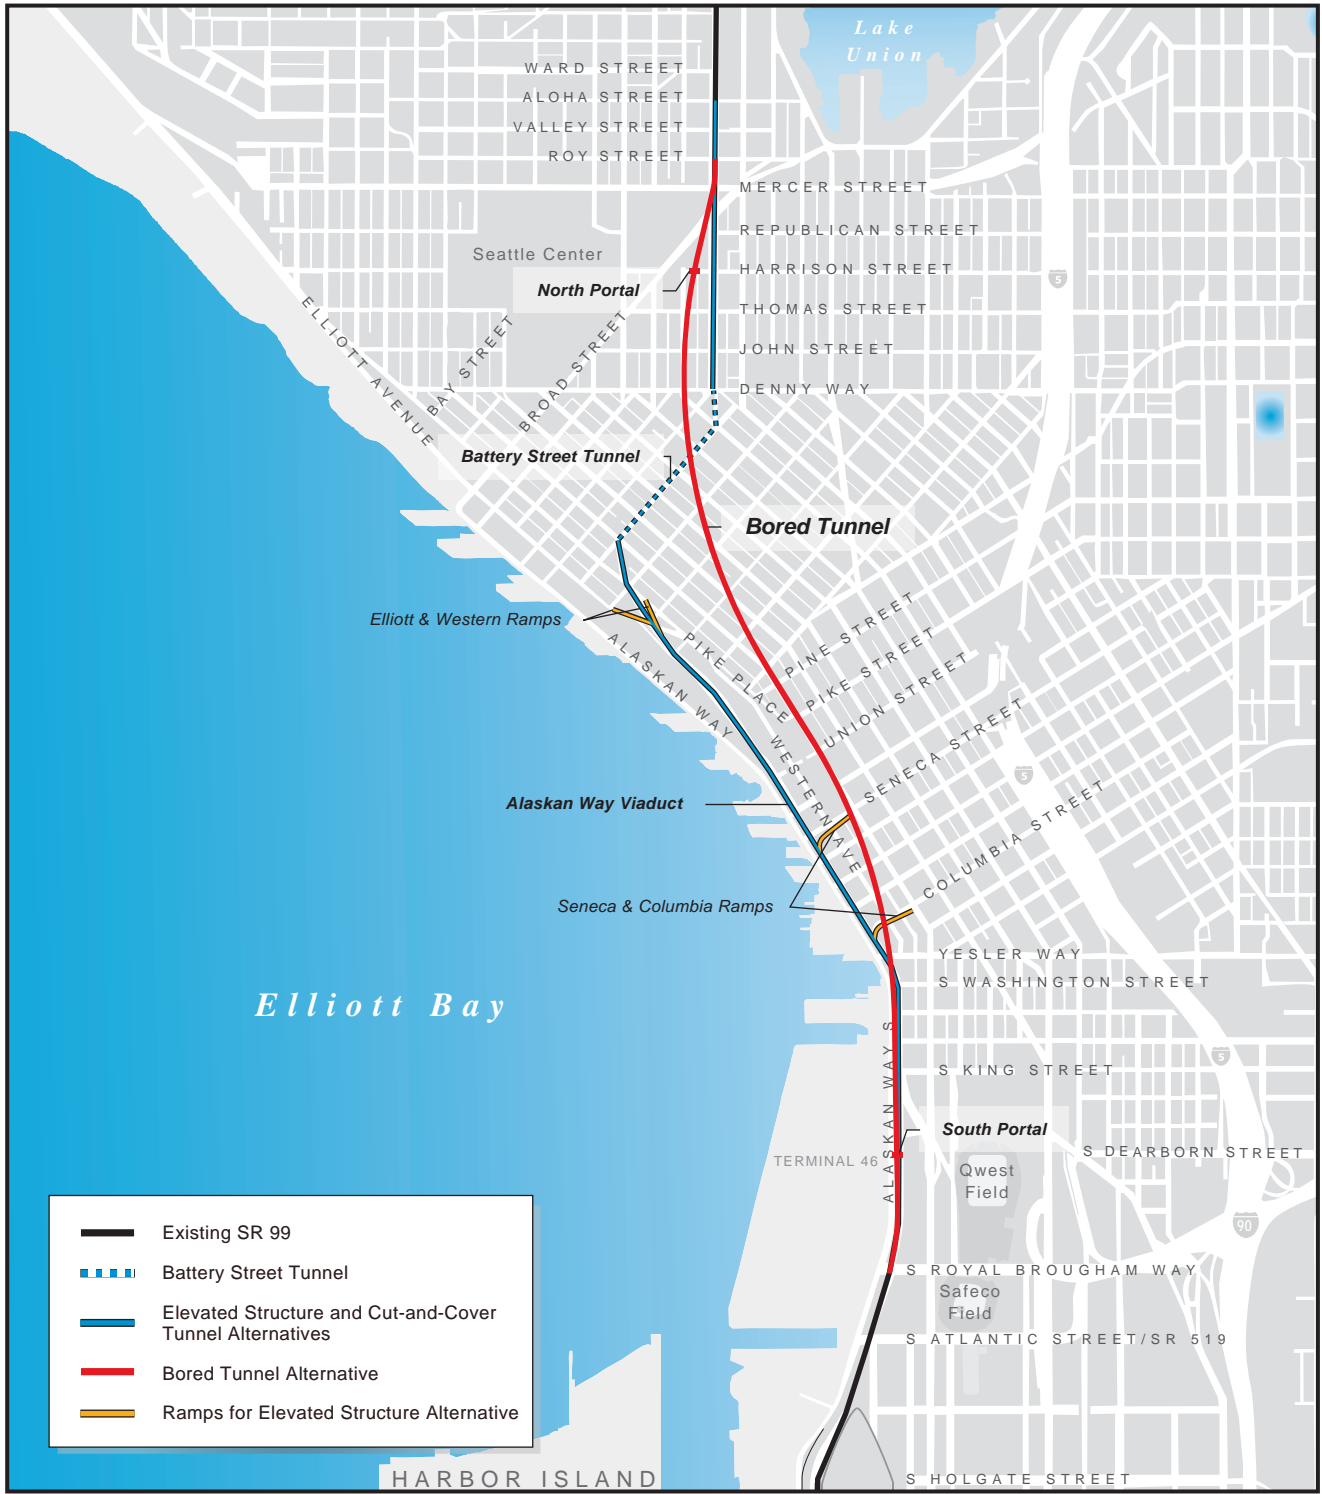 Lake
Union
WARD STREET
ALOHA STREET
VALLEY STREET
ROY STREET
MERCER STREET
REPUBLICAN STREET
Seattle Center
HARRISON STREET
5
North Portal
THOMAS STREET
ELLIOTT AVENUE
BAY STREET
BROAD STREET
JOHN STREET
DENNY WAY
Battery Street Tunnel
Bored Tunnel
Elliott & Western Ramps
ALASKAN WAY
PIKE PLACE
PINE STREET
PIKE STREET
UNION STREET
SENECA STREET
WESTERN AVE
5
Alaskan Way Viaduct
COLUMBIA STREET
Seneca & Columbia Ramps
YESLER WAY
S WASHINGTON STREET
Elliott Bay
ALASKAN WAY S
5
S KING STREET
South Portal
S DEARBORN STREET
TERMINAL 46
Qwest
Field
90
S ROYAL BROUGHAM WAY
Safeco
Field
S ATLANTIC STREET/SR 519
Existing SR 99
Battery Street Tunnel
Elevated Structure and Cut-and-Cover
Tunnel Alternatives
Bored Tunnel Alternative
Ramps for Elevated Structure Alternative
HARBOR ISLAND
S HOLGATE STREET